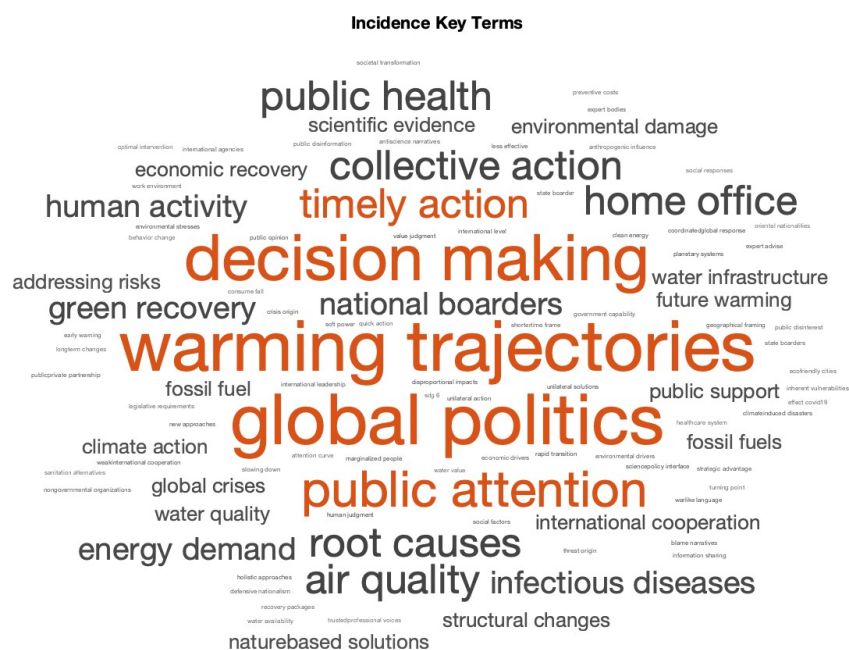 Incidence Key Terms
societal transformation
public health
preventive costs
expert bodies
scientific evidence
environmental damage
optimal intervention
international agencies
public disinformation
antiscience narratives
less effective
anthropogenic influence
economic recovery
collective action
social responses
work environment
human activity
timely action
state boarder
home office
environmental stresses
behavior change
public opinion
value judgment
international level
clean energy
coordinatedglobal response
oriental nationalities
expert advise
decision making
planetary systems
addressing risks
water infrastructure
consume fall
green recovery
crisis origin
national boarders
future warming
government capability
soft power
quick action
shortertime frame
geographical framing
public disinterest
early warning
longterm changes
warming trajectories
state boarders
publicprivate partnership
ecofriendly cities
fossil fuel
international leadership
disproportional impacts
unilateral solutions
public support
inherent vulnerabilities
sdg 6
unilateral action
effect covid19
legislative requirements
climateinduced disasters
new approaches
global politics
healthcare system
climate action
fossil fuels
weakinternational cooperation
attention curve
marginalized people
economic drivers
rapid transition
environmental drivers
sciencepolicy interface
strategic advantage
sanitation alternatives
slowing down
water value
nongovernmental organizations
global crises
public attention
turning point
warlike language
water quality
human judgment
social factors
international cooperation
energy demand
root causes
threat origin
blame narratives
information sharing
holistic approaches
defensive nationalism
air quality
infectious diseases
recovery packages
water availability
trustedprofessional voices
structural changes
naturebased solutions